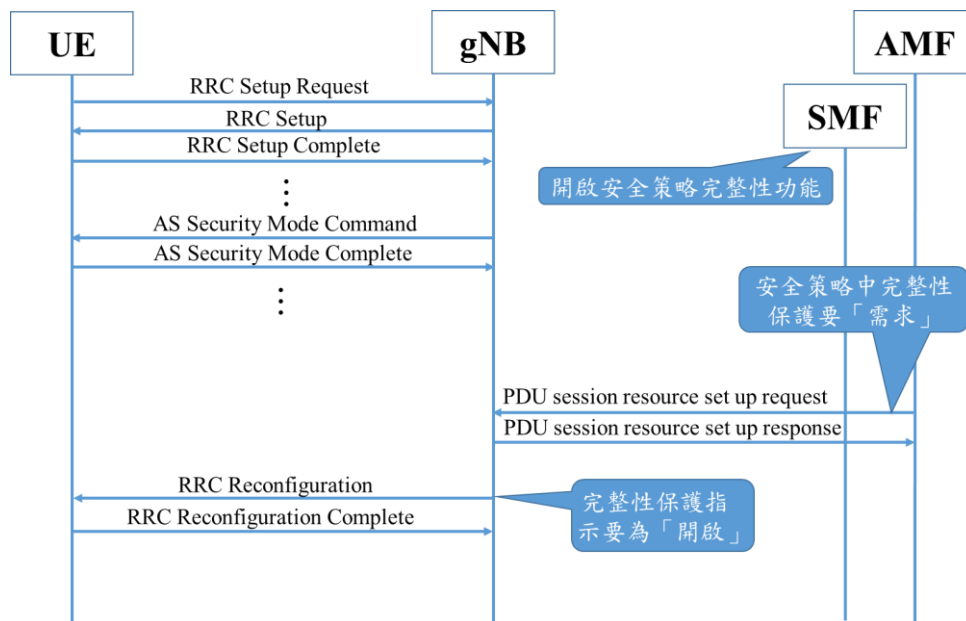 UE
gNB
AMF
RRC Setup Request
SMF
RRC Setup
RRC Setup Complete
開啟安全策略完整性功能
AS Security Mode Command
AS Security Mode Complete
安全策略中完整性
保護要「需求」
PDU session resource set up request
PDU session resource set up response
RRC Reconfiguration
完整性保護指
示要為「開啟」
RRC Reconfiguration Complete